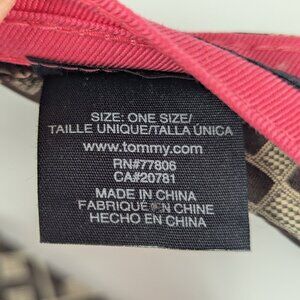 SIZE: ONE SIZE/
TAILLE UNIQUE/TALLA ÚNICA
www.tommy.com
RN#77806
CA#20781
MADE IN CHINA
FABRIQUÉ EN CHINE
HECHO EN CHINA